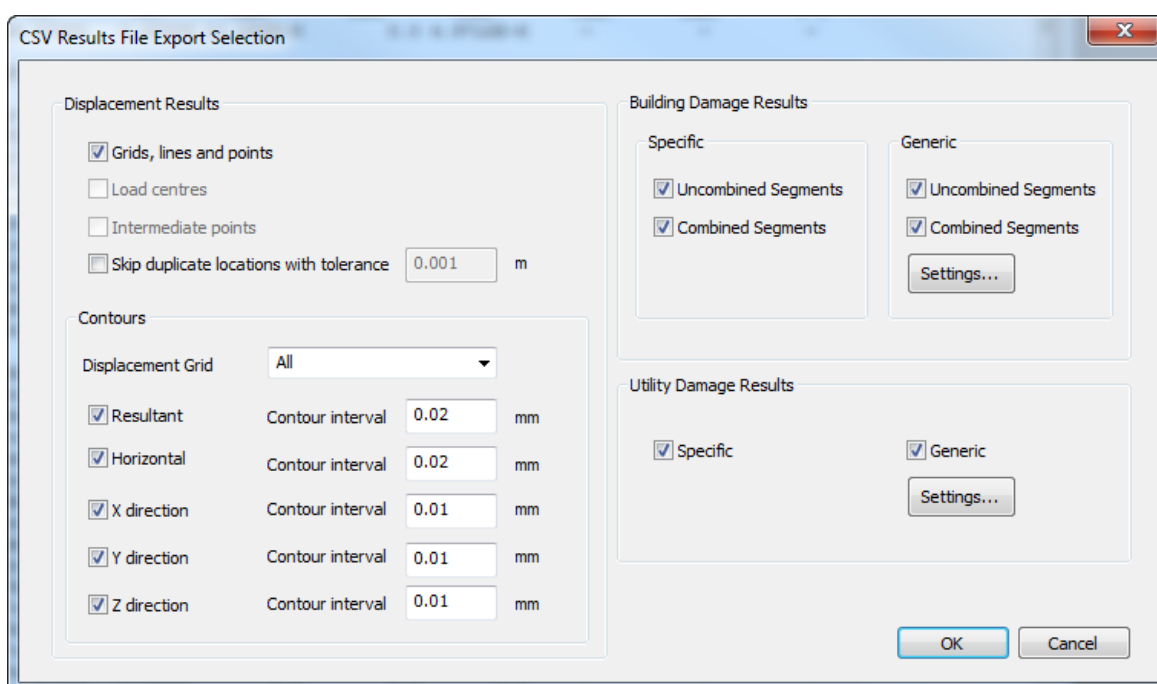 CSV Results File Export Selection
Displacement Results
Grids, lines and points
Load centres
Intermediate points
Skip duplicate locations with tolerance 0.001 m
Contours
Displacement Grid All
Resultant Contour interval 0.02 mm
Horizontal Contour interval 0.02 mm
X direction Contour interval 0.01 mm
Y direction Contour interval 0.01 mm
Z direction Contour interval 0.01 mm
Building Damage Results
Specific
Uncombined Segments
Combined Segments
Generic
Uncombined Segments
Combined Segments
Settings...
Utility Damage Results
Specific
Generic
Settings...
OK Cancel